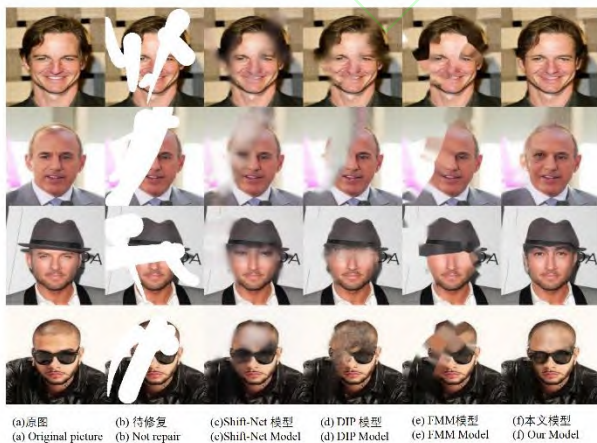 (a)原图 (b) 待修复 (c)Shift-Net 模型 (d) DIP 模型 (e) FMM模型 (f)本文模型
(a) Original picture (b) Not repair (c)Shift-Net Model (d) DIP Model (e) FMM Model (f) Our Model